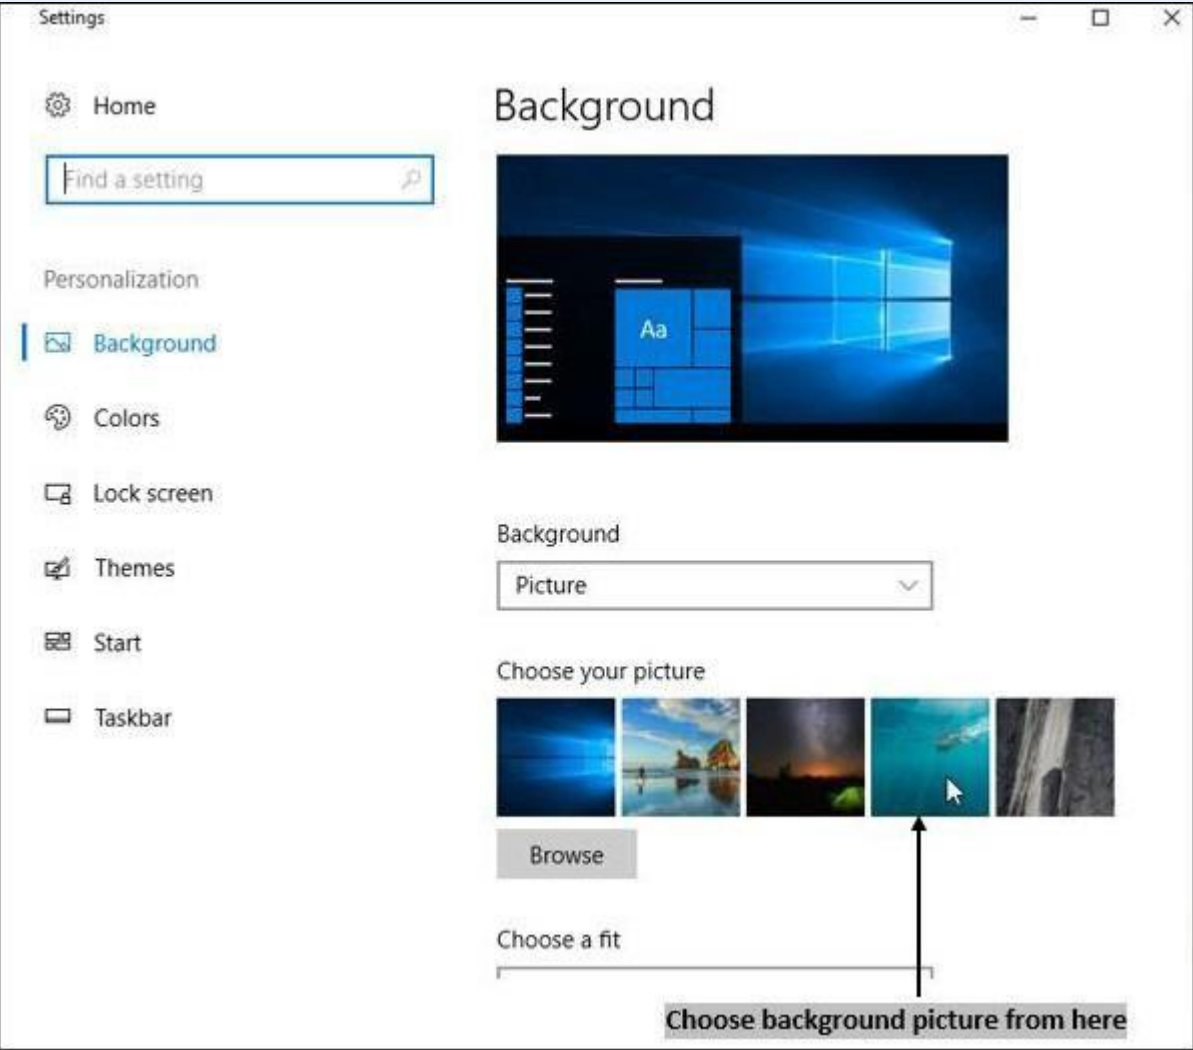 Settings
Home
Find a setting
Personalization
Background
Colors
Lock screen
Themes
Start
Taskbar
Background
Aa
Background
Picture
Choose your picture
Browse
Choose a fit
Choose background picture from here